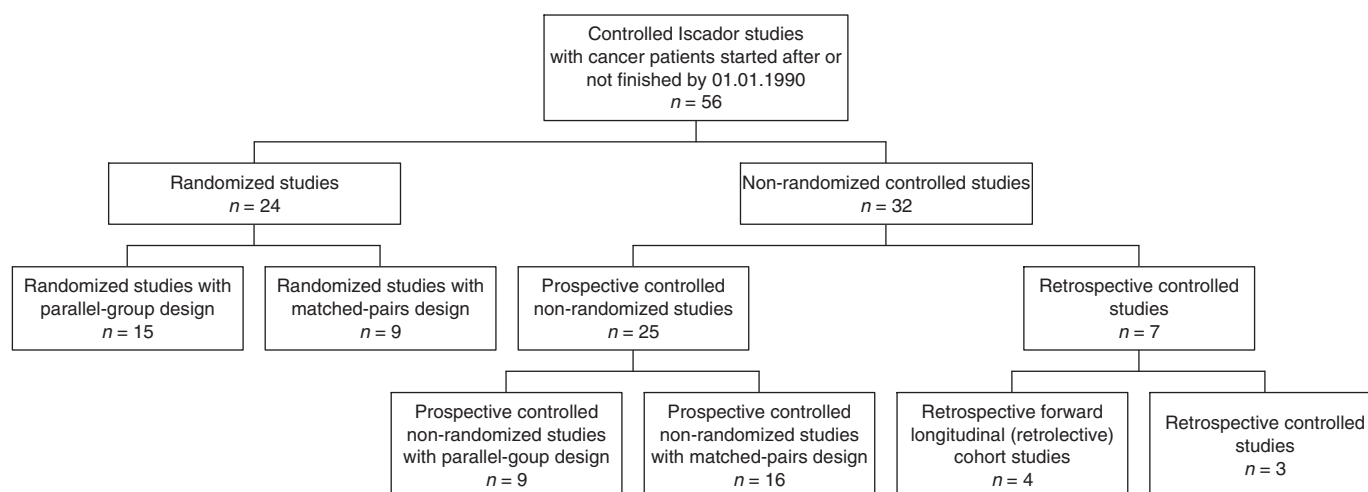 Controlled Iscador studies
with cancer patients started after or
not finished by 01.01.1990
n = 56
Randomized studies
n = 24
Non-randomized controlled studies
n = 32
Randomized studies with
parallel-group design
n = 15
Randomized studies with
matched-pairs design
n = 9
Prospective controlled
non-randomized studies
n = 25
Retrospective controlled
studies
n = 7
Prospective controlled
non-randomized studies
with parallel-goup design
n = 9
Prospective controlled
non-randomized studies
with matched-pairs design
n = 16
Retrospective forward
longitudinal (retrolective)
cohort studies
n = 4
Retrospective controlled
studies
n = 3